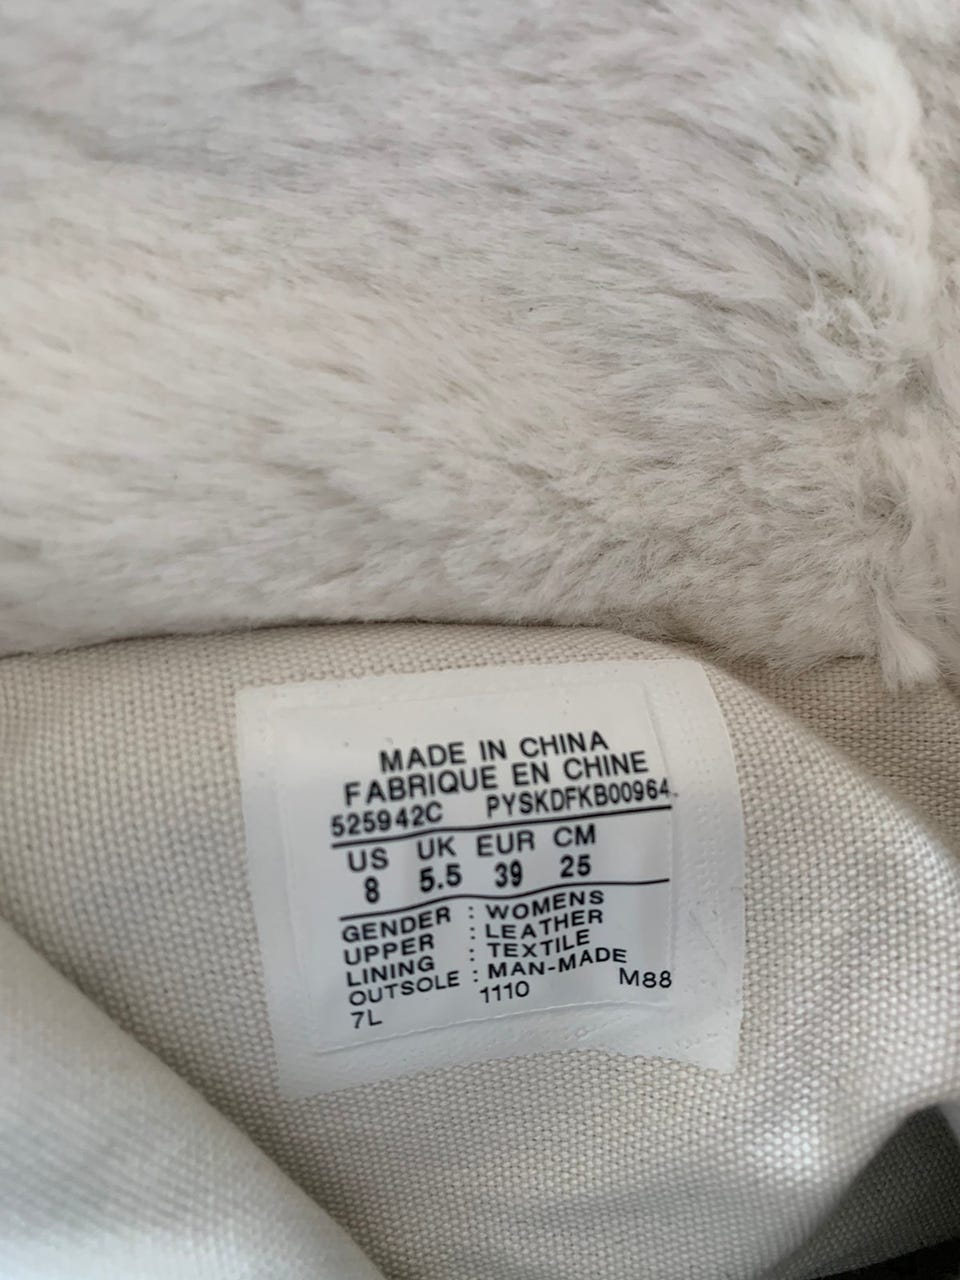 MADE IN CHINA
FABRIQUE EN CHINE
525942C PYSKDFKB00964
US UK EUR CM
8 5.5 39 25
GENDER : WOMENS
UPPER : LEATHER
LINING : TEXTILE
OUTSOLE : MAN-MADE
7L 1110 M88